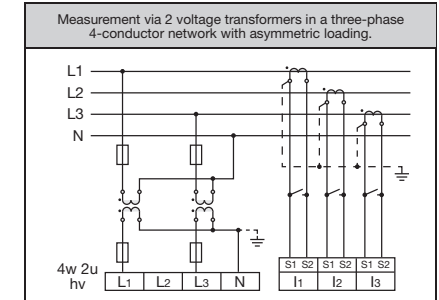 Measurement via 2 voltage transformers in a three-phase
4-conductor network with asymmetric loading.
L1
L2
L3
N
4w 2u
hv
L1 L2 L3 N
S1 S2 S1 S2 S1 S2
I1 I2 I3